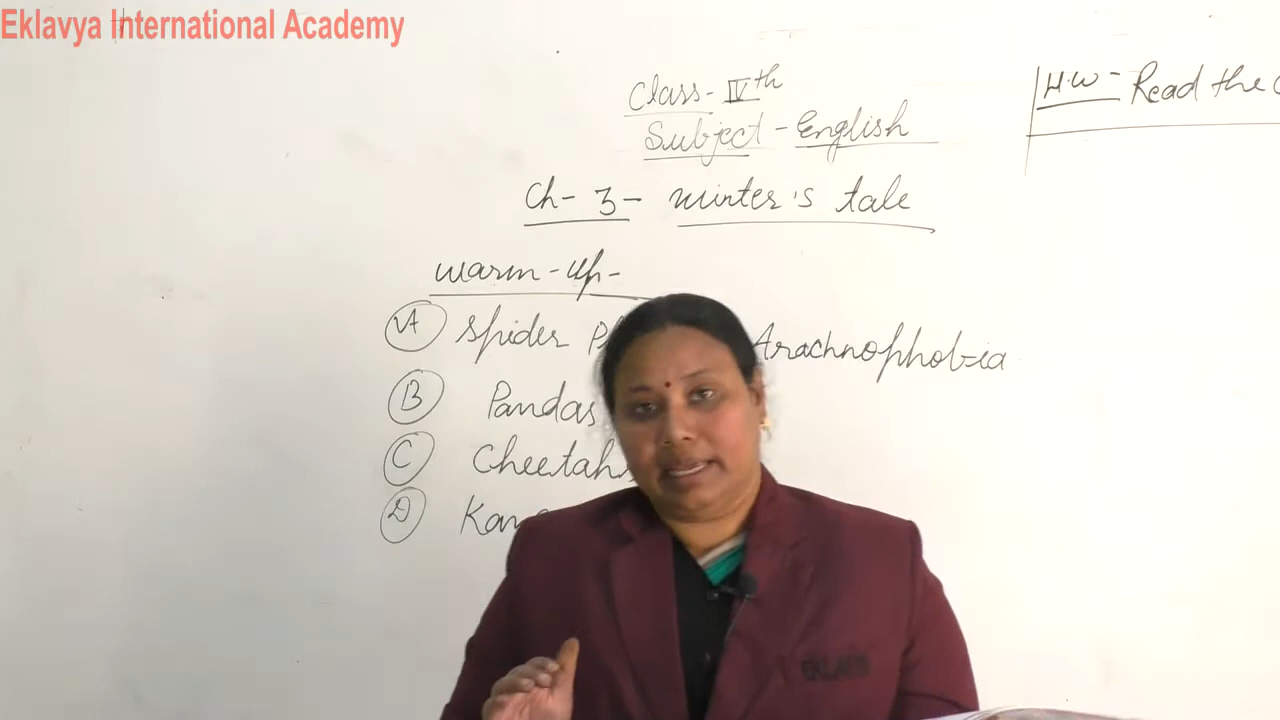 Eklavya International Academy
Class - IVth
H.W - Read the
Subject - English
Ch - 3 - Winter's tale
Warm - up -
A Spider Arachnophobia
B Pandas
C Cheetah
D